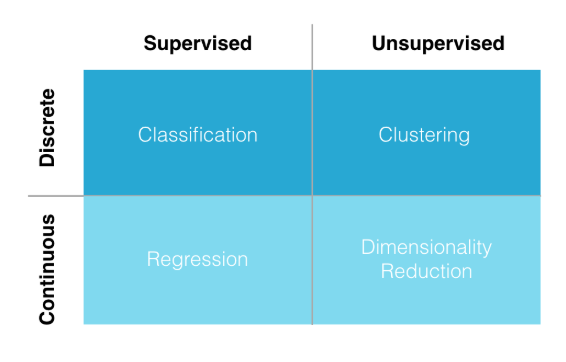 Supervised
Unsupervised
Discrete
Classification
Clustering
Continuous
Regression
Dimensionality
Reduction